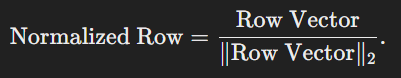 Normalized Row = Row Vector / ‖Row Vector‖₂.